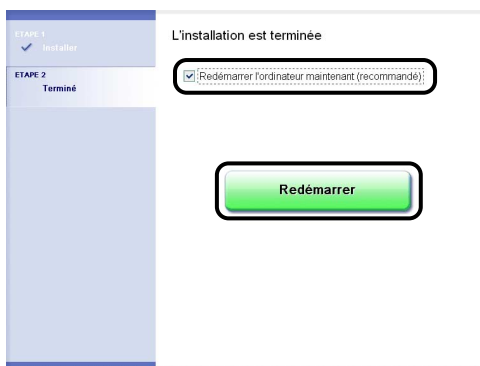 ETAPE 1
Installer
ETAPE 2
Terminé
L'installation est terminée
Redémarrer l'ordinateur maintenant (recommandé)
Redémarrer